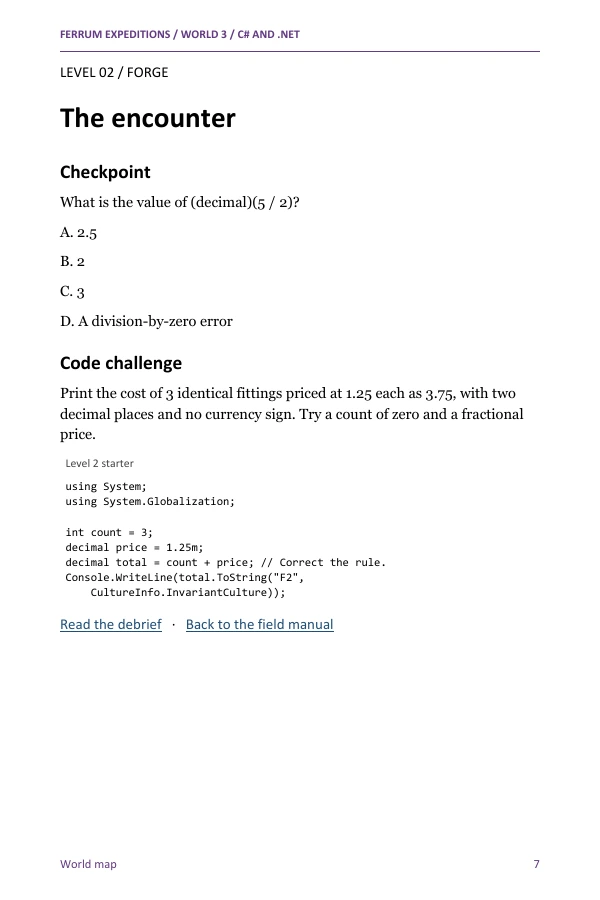 FERRUM EXPEDITIONS / WORLD 3 / C# AND .NET
LEVEL 02 / FORGE
The encounter
Checkpoint
What is the value of (decimal)(5 / 2)?
A. 2.5
B. 2
C. 3
D. A division-by-zero error
Code challenge
Print the cost of 3 identical fittings priced at 1.25 each as 3.75, with two
decimal places and no currency sign. Try a count of zero and a fractional
price.
Level 2 starter
using System;
using System.Globalization;
int count = 3;
decimal price = 1.25m;
decimal total = count + price; // Correct the rule.
Console.WriteLine(total.ToString("F2",
    CultureInfo.InvariantCulture));
Read the debrief · Back to the field manual
World map 7